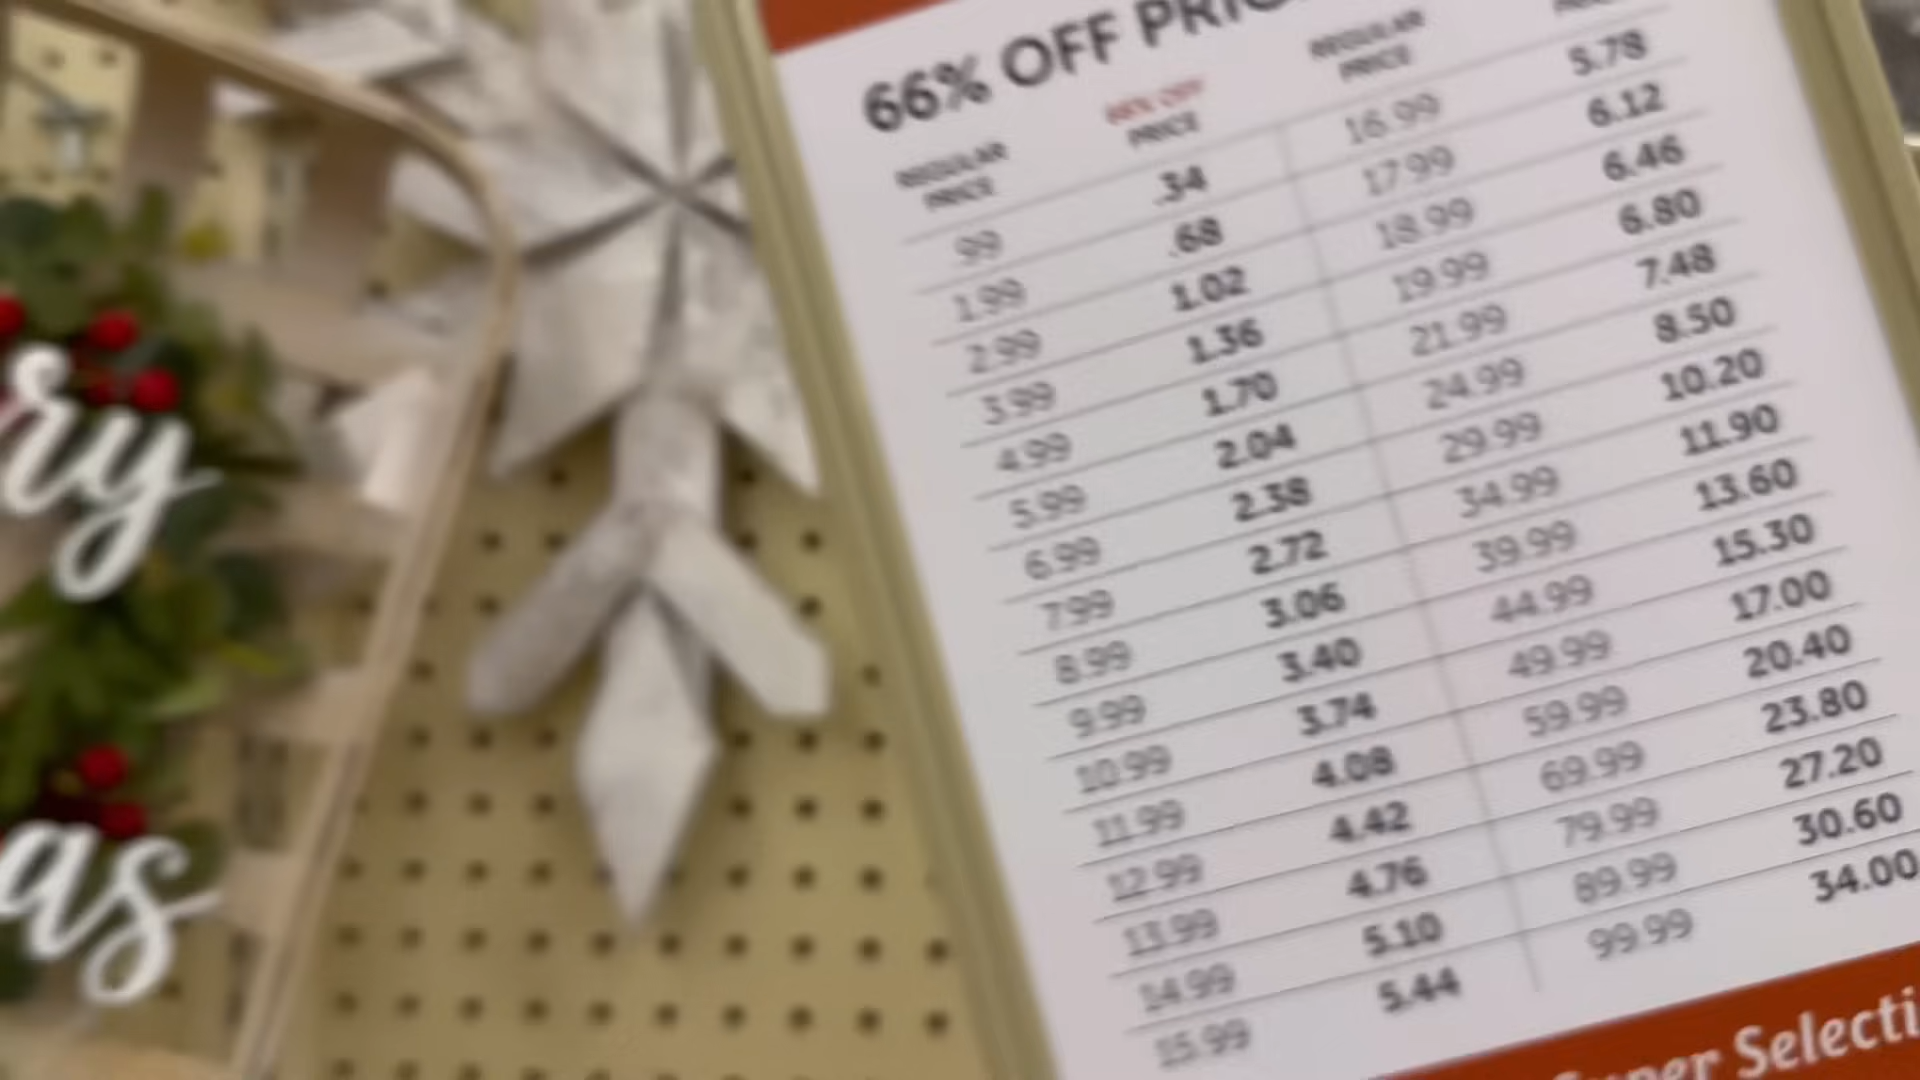 ry
as
66% OFF
REGULAR PRICE
66% OFF PRICE
REGULAR PRICE
.99 .34 16.99 5.78
1.99 .68 17.99 6.12
2.99 1.02 18.99 6.46
3.99 1.36 19.99 6.80
4.99 1.70 21.99 7.48
5.99 2.04 24.99 8.50
6.99 2.38 29.99 10.20
7.99 2.72 34.99 11.90
8.99 3.06 39.99 13.60
9.99 3.40 44.99 15.30
10.99 3.74 49.99 17.00
11.99 4.08 59.99 20.40
12.99 4.42 69.99 23.80
13.99 4.76 79.99 27.20
14.99 5.10 89.99 30.60
15.99 5.44 99.99 34.00
Super Selecti